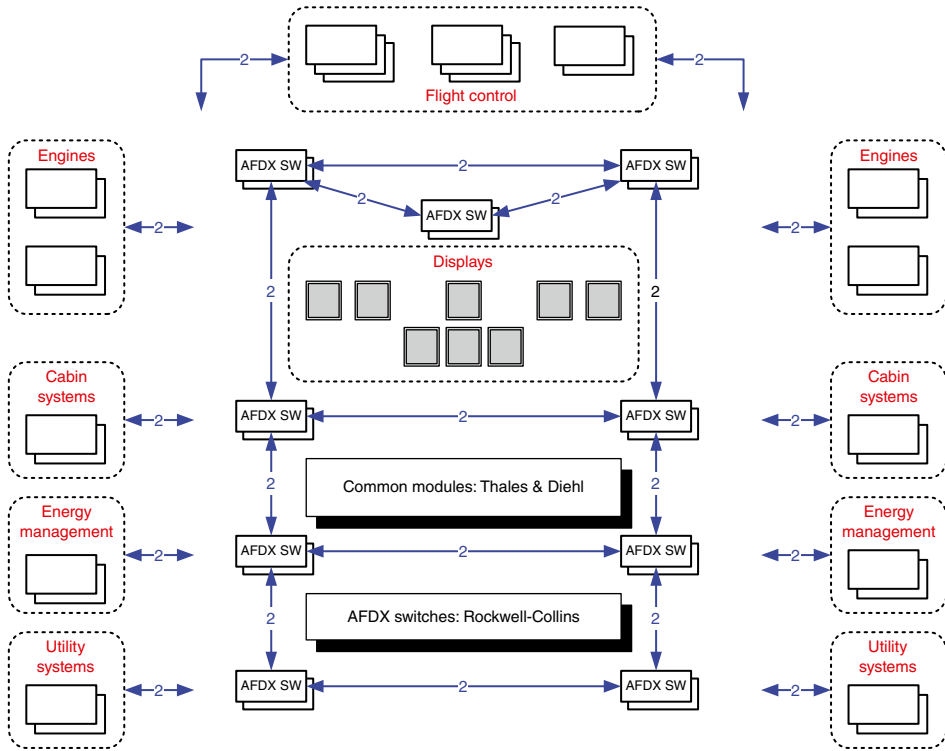 2
2
Flight control
Engines
AFDX SW
2
AFDX SW
Engines
2
2
AFDX SW
2
2
Displays
2
2
Cabin
systems
Cabin
systems
2
AFDX SW
2
AFDX SW
2
2
Common modules: Thales & Diehl
2
Energy
management
Energy
management
2
AFDX SW
2
AFDX SW
2
2
AFDX switches: Rockwell-Collins
2
Utility
systems
Utility
systems
2
AFDX SW
2
AFDX SW
2